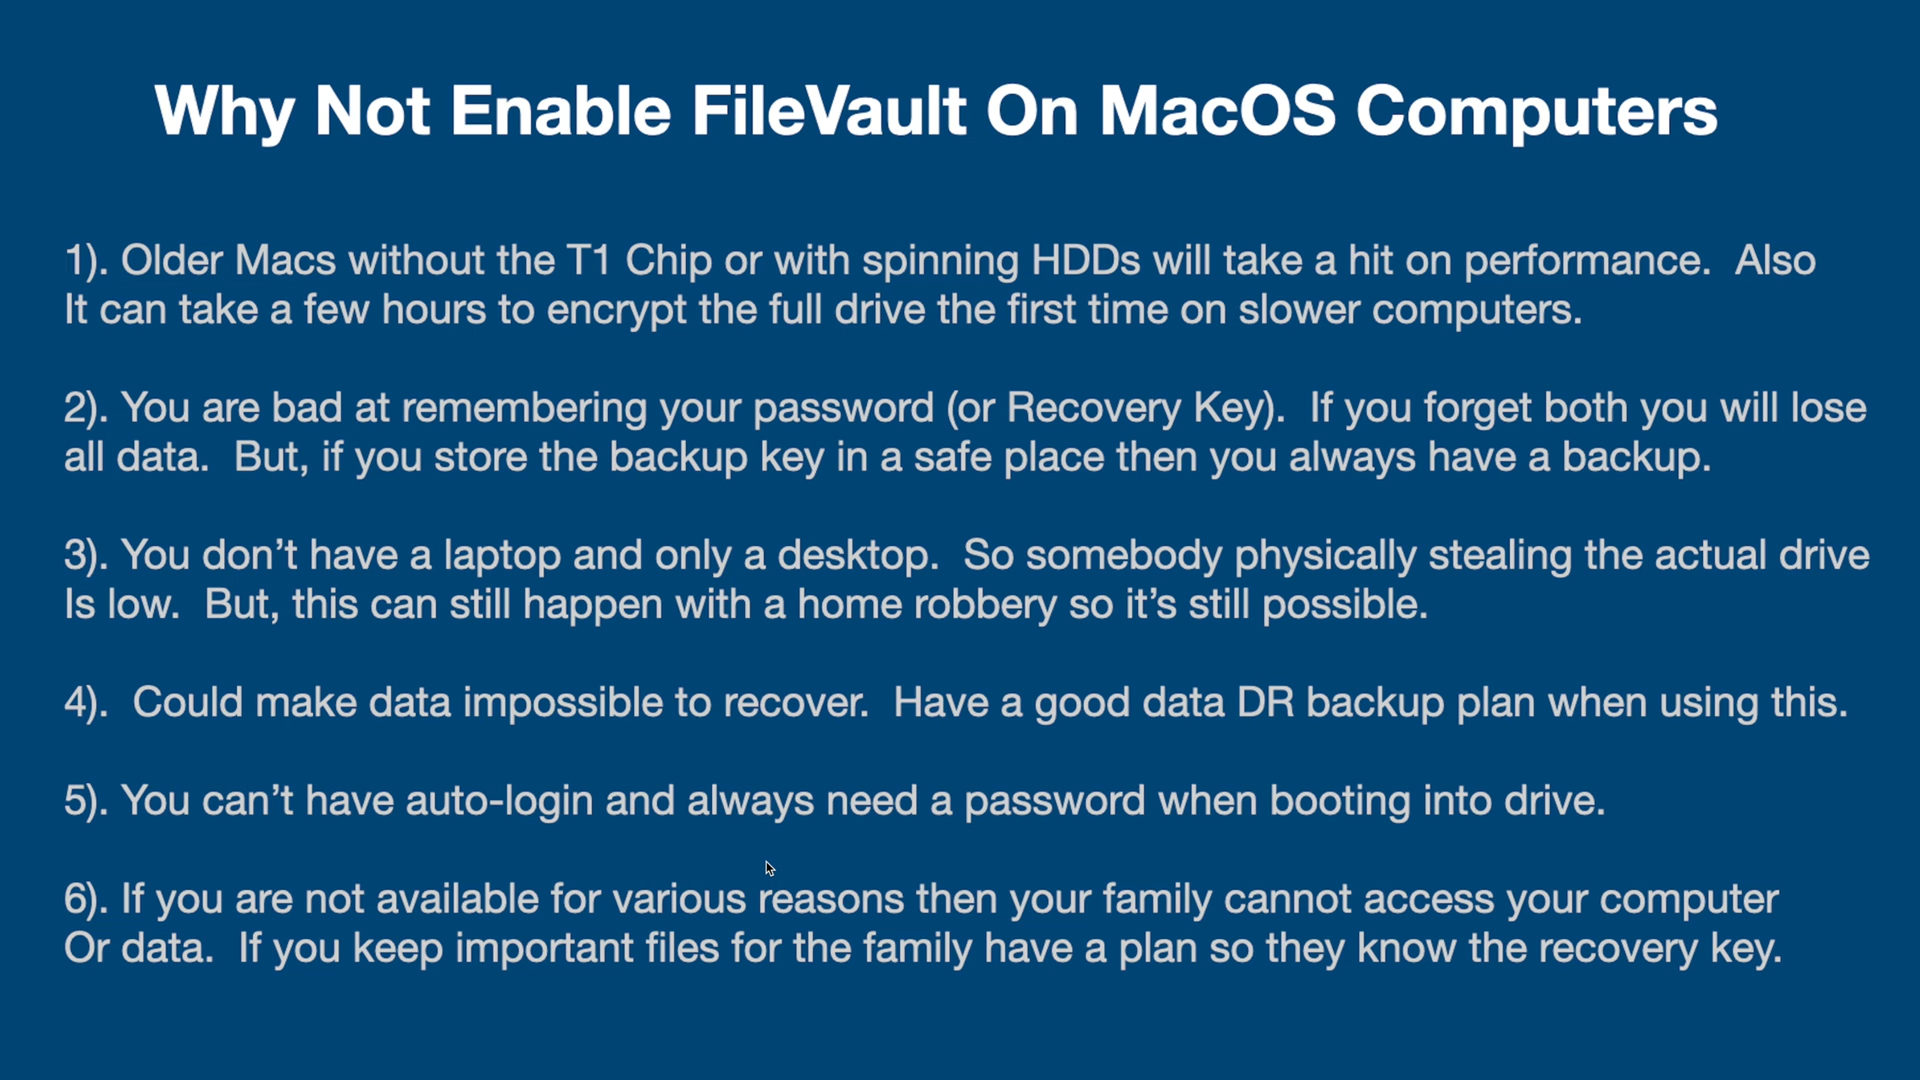 Why Not Enable FileVault On MacOS Computers
1). Older Macs without the T1 Chip or with spinning HDDs will take a hit on performance.  Also
It can take a few hours to encrypt the full drive the first time on slower computers.
2). You are bad at remembering your password (or Recovery Key).  If you forget both you will lose
all data.  But, if you store the backup key in a safe place then you always have a backup.
3). You don’t have a laptop and only a desktop.  So somebody physically stealing the actual drive
Is low.  But, this can still happen with a home robbery so it’s still possible.
4).  Could make data impossible to recover.  Have a good data DR backup plan when using this.
5). You can’t have auto-login and always need a password when booting into drive.
6). If you are not available for various reasons then your family cannot access your computer
Or data.  If you keep important files for the family have a plan so they know the recovery key.